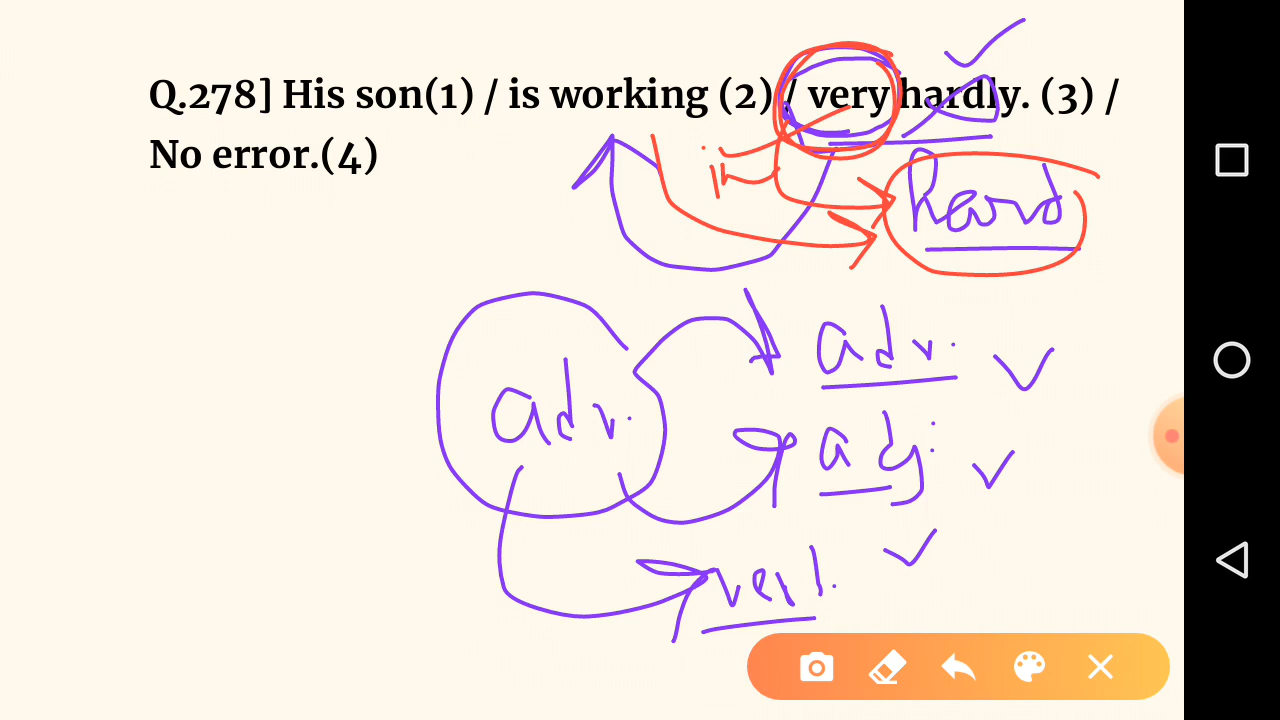 Q.278] His son(1) / is working (2) / very hardly. (3) /
No error.(4)
hard
adv.
adv.
adj.
verb.